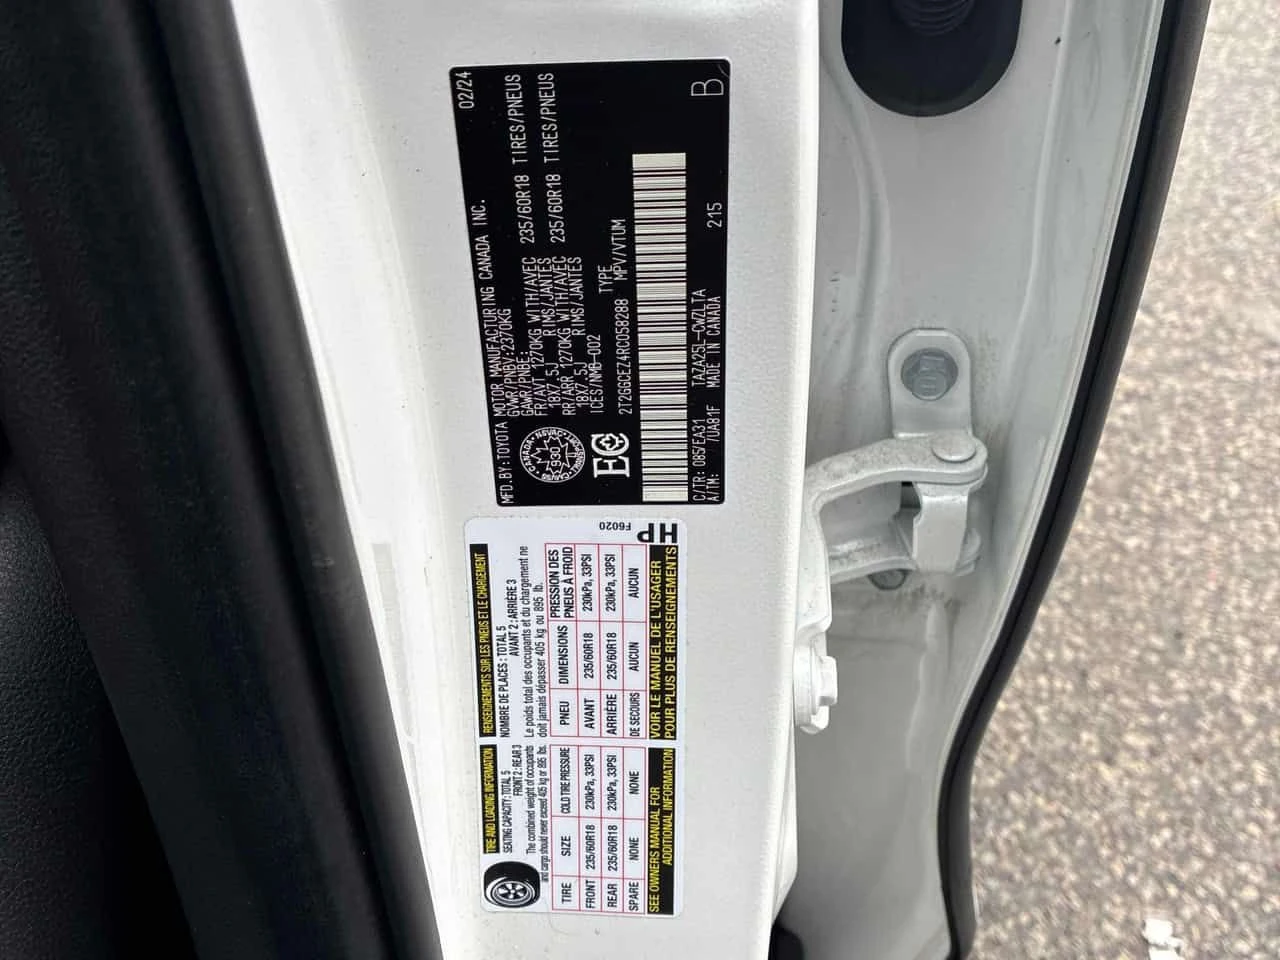 02/24
MFD.BY:TOYOTA MOTOR MANUFACTURING CANADA INC.
GVWR/PNBV:2370KG
GAWR/PNBE:
FR/AVT 1270KG WITH/AVEC 235/60R18 TIRES/PNEUS
18X7.5J RIMS/JANTES
RR/ARR 1270KG WITH/AVEC 235/60R18 TIRES/PNEUS
18X7.5J RIMS/JANTES
ICES/NMB-002
CANADA
NSVAC
930
TYPE
2T2GGCEZ4RC058288 MPV/VTUM
C/TR: 085/EA31 TAZA25L-CWZLTA
A/TM: /UA81F MADE IN CANADA 215 B
TIRE AND LOADING INFORMATION
SEATING CAPACITY: TOTAL 5
FRONT 2: REAR 3
The combined weight of occupants
and cargo should never exceed 405 kg or 895 lbs.
TIRE SIZE COLD TIRE PRESSURE
FRONT 235/60R18 230kPa, 33PSI
REAR 235/60R18 230kPa, 33PSI
SPARE NONE NONE
SEE OWNERS MANUAL FOR
ADDITIONAL INFORMATION
RENSEIGNEMENTS SUR LES PNEUS ET LE CHARGEMENT
NOMBRE DE PLACES: TOTAL 5
AVANT 2: ARRIÈRE 3
Le poids total des occupants et du chargement ne
doit jamais dépasser 405 kg ou 895 lb.
PNEU DIMENSIONS PRESSION DES
PNEUS À FROID
AVANT 235/60R18 230kPa, 33PSI
ARRIÈRE 235/60R18 230kPa, 33PSI
DE SECOURS AUCUN AUCUN
VOIR LE MANUEL DE L'USAGER
POUR PLUS DE RENSEIGNEMENTS
F6020
HP